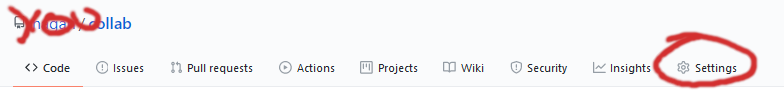 you / collab
Code Issues Pull requests Actions Projects Wiki Security Insights Settings